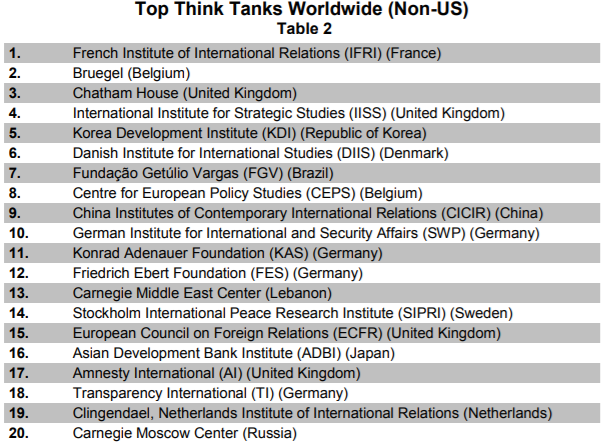 Top Think Tanks Worldwide (Non-US)
Table 2
1. French Institute of International Relations (IFRI) (France)
2. Bruegel (Belgium)
3. Chatham House (United Kingdom)
4. International Institute for Strategic Studies (IISS) (United Kingdom)
5. Korea Development Institute (KDI) (Republic of Korea)
6. Danish Institute for International Studies (DIIS) (Denmark)
7. Fundação Getúlio Vargas (FGV) (Brazil)
8. Centre for European Policy Studies (CEPS) (Belgium)
9. China Institutes of Contemporary International Relations (CICIR) (China)
10. German Institute for International and Security Affairs (SWP) (Germany)
11. Konrad Adenauer Foundation (KAS) (Germany)
12. Friedrich Ebert Foundation (FES) (Germany)
13. Carnegie Middle East Center (Lebanon)
14. Stockholm International Peace Research Institute (SIPRI) (Sweden)
15. European Council on Foreign Relations (ECFR) (United Kingdom)
16. Asian Development Bank Institute (ADBI) (Japan)
17. Amnesty International (AI) (United Kingdom)
18. Transparency International (TI) (Germany)
19. Clingendael, Netherlands Institute of International Relations (Netherlands)
20. Carnegie Moscow Center (Russia)